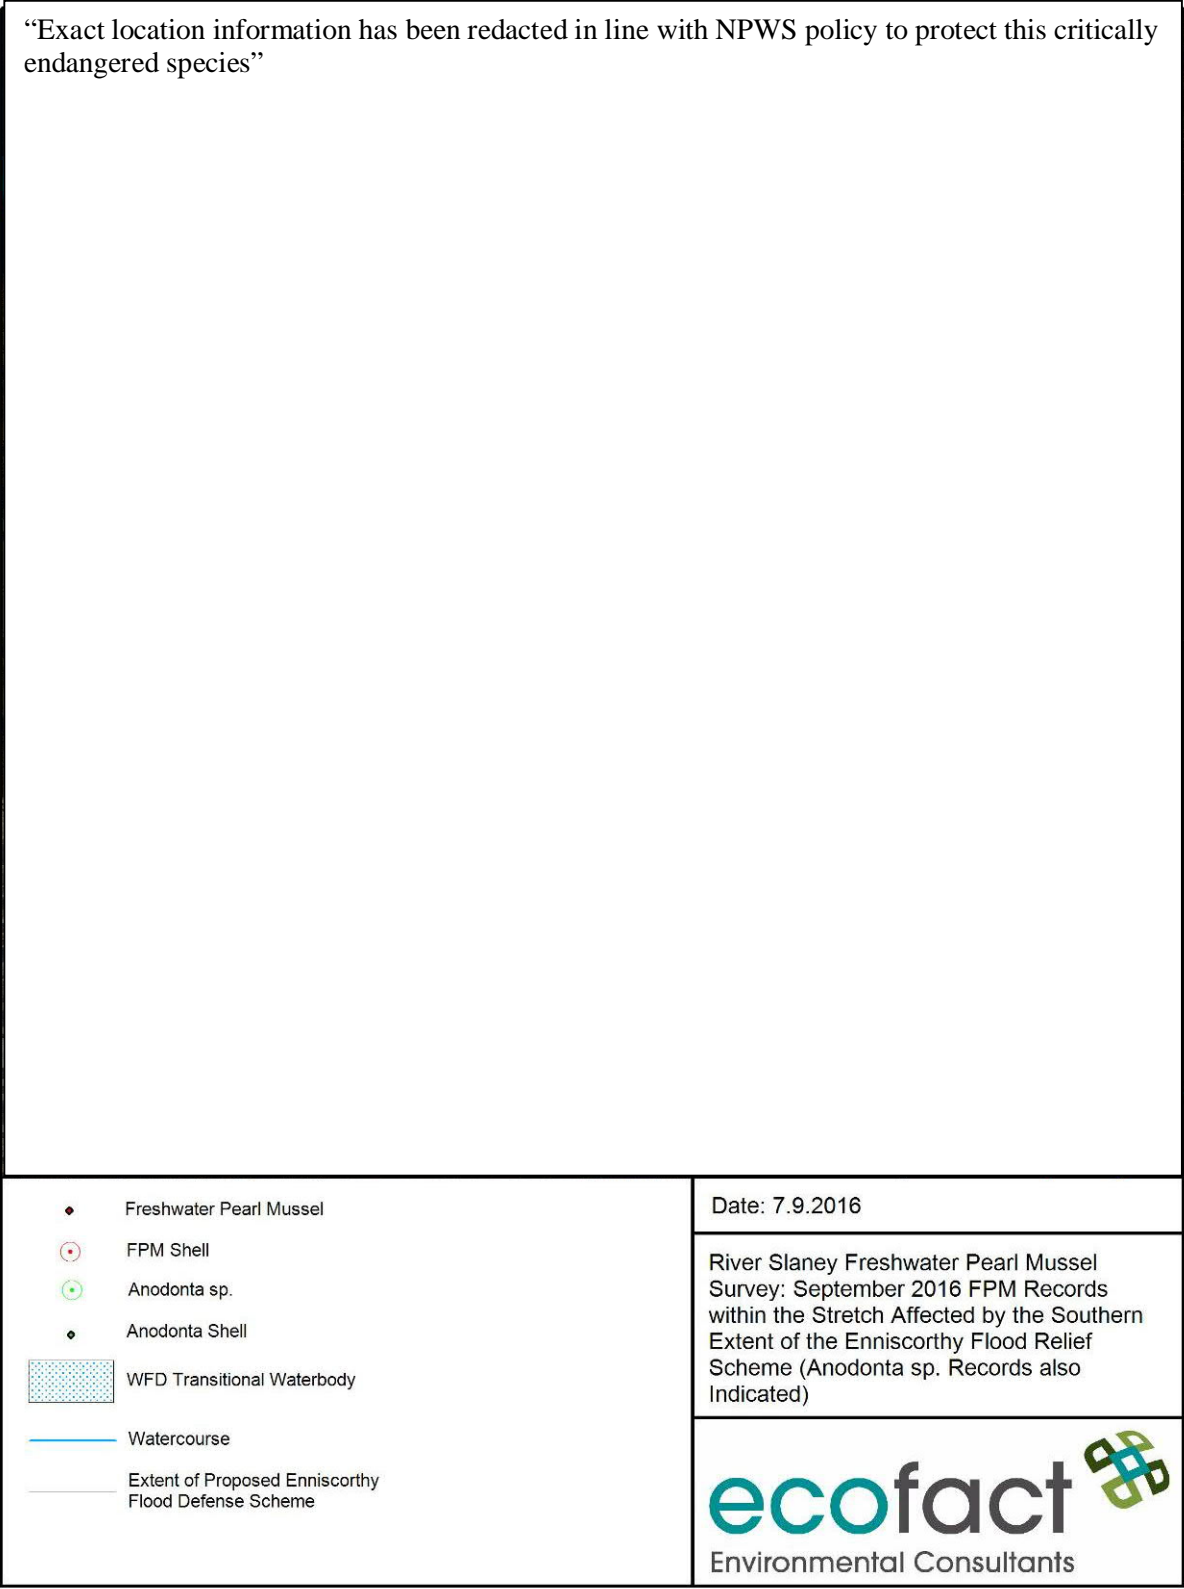 “Exact location information has been redacted in line with NPWS policy to protect this critically
endangered species”
Freshwater Pearl Mussel
FPM Shell
Anodonta sp.
Anodonta Shell
WFD Transitional Waterbody
Watercourse
Extent of Proposed Enniscorthy
Flood Defense Scheme
Date: 7.9.2016
River Slaney Freshwater Pearl Mussel
Survey: September 2016 FPM Records
within the Stretch Affected by the Southern
Extent of the Enniscorthy Flood Relief
Scheme (Anodonta sp. Records also
Indicated)
ecofact
Environmental Consultants